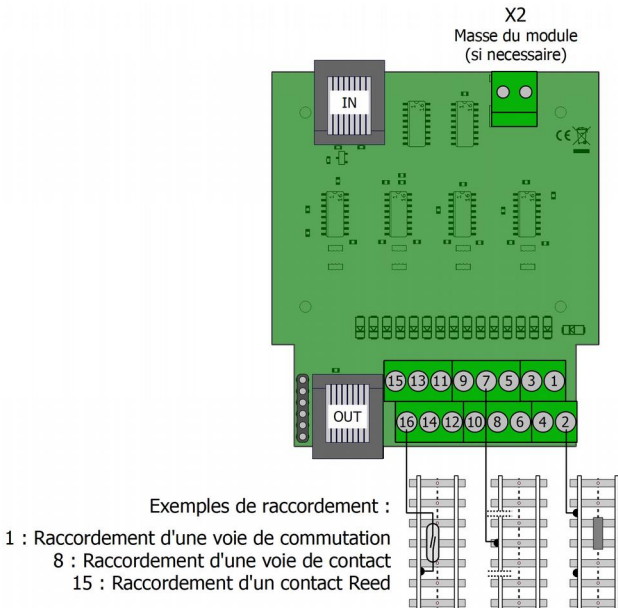 X2
Masse du module
(si necessaire)
IN
CE
15 13 11 9 7 5 3 1
OUT
16 14 12 10 8 6 4 2
Exemples de raccordement :
1 : Raccordement d'une voie de commutation
8 : Raccordement d'une voie de contact
15 : Raccordement d'un contact Reed